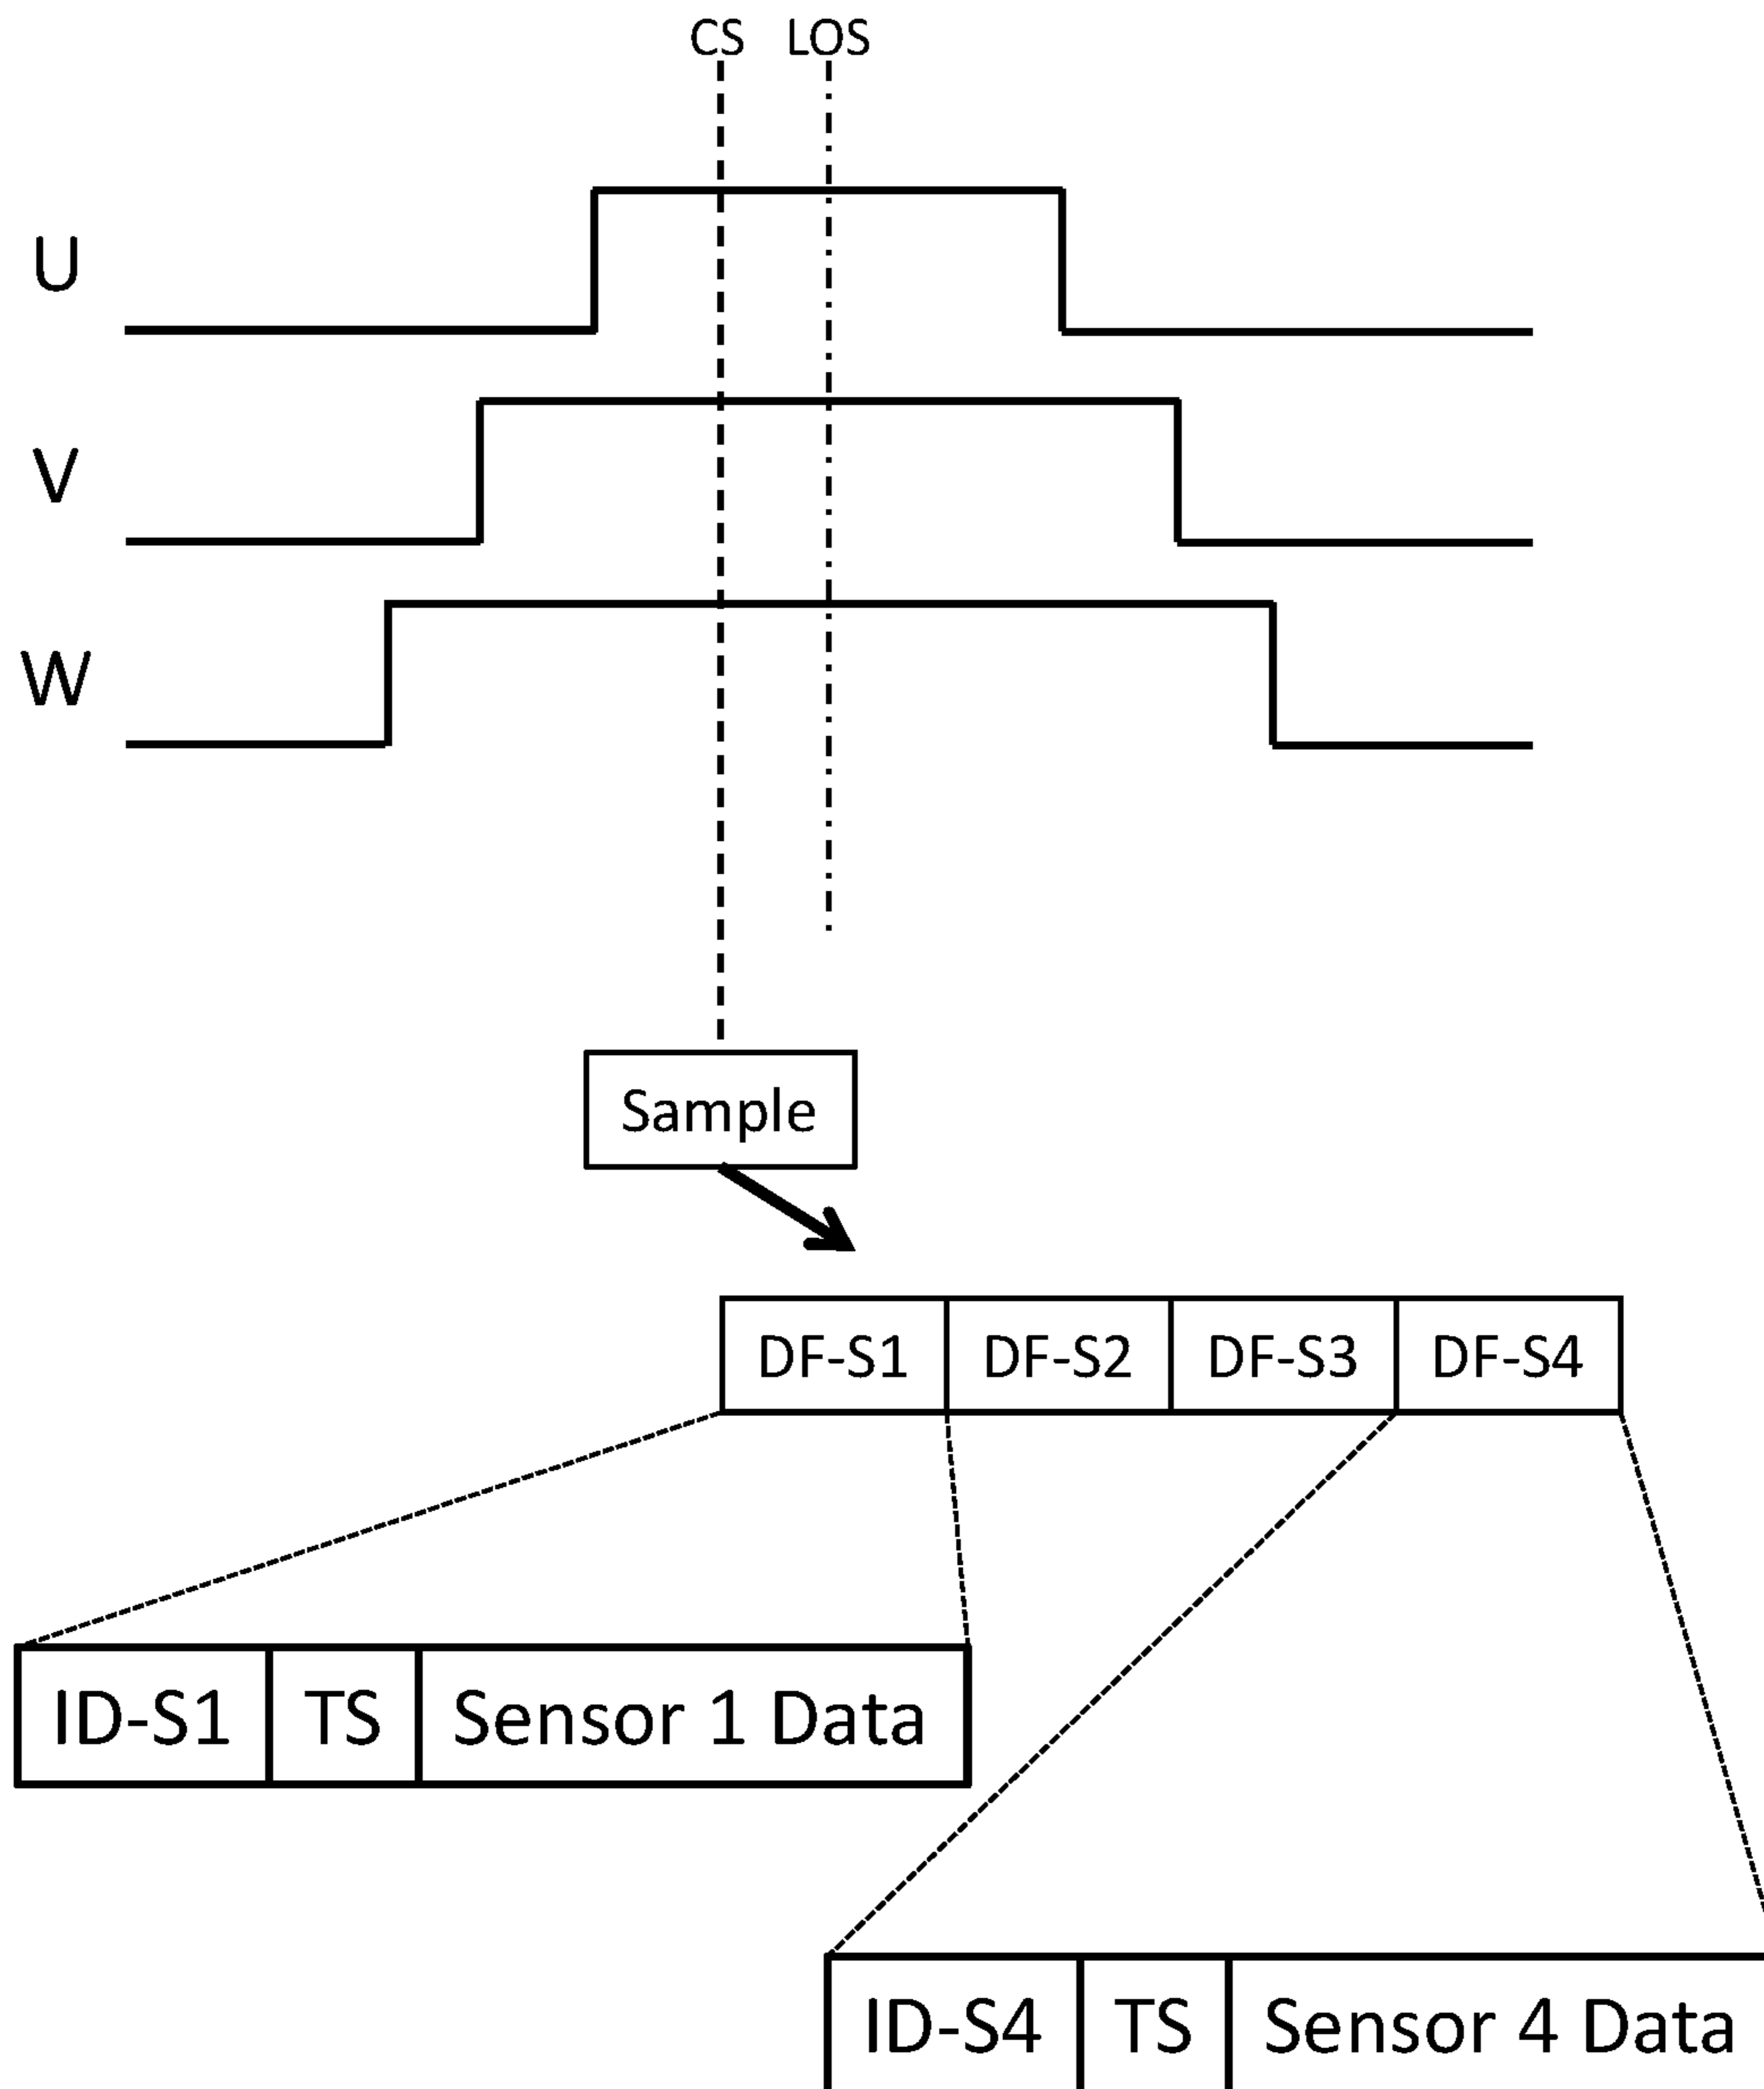 CS LOS
U
V
W
Sample
DF-S1 DF-S2 DF-S3 DF-S4
ID-S1 TS Sensor 1 Data
ID-S4 TS Sensor 4 Data